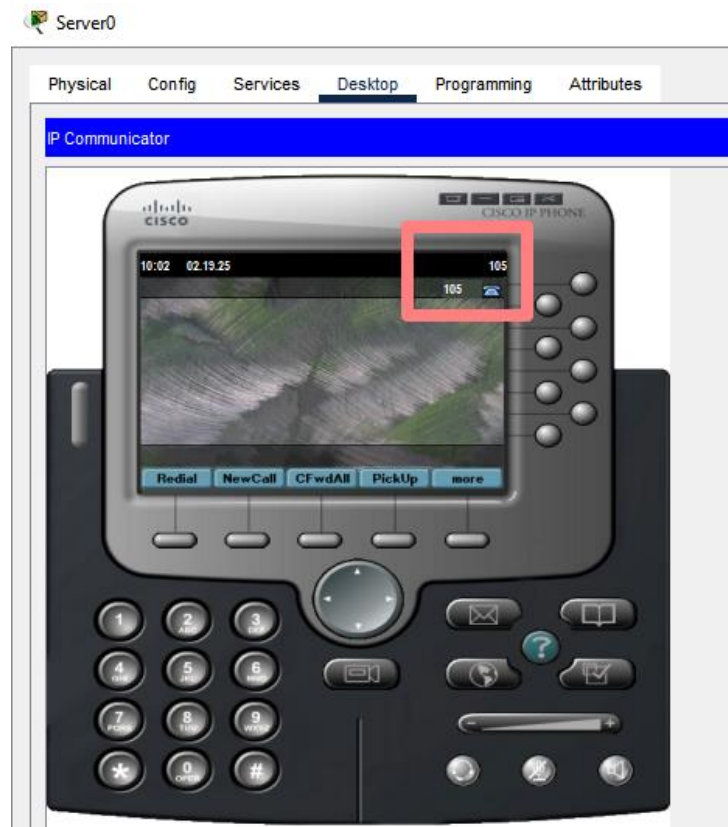 Server0
Physical Config Services Desktop Programming Attributes
IP Communicator
CISCO
CISCO IP PHONE
10:02 02.19.25 105
105
Redial NewCall CFwdAll PickUp more
1 2 ABC 3 DEF
4 GHI 5 JKL 6 MNO
7 PQRS 8 TUV 9 WXYZ
* 0 OPER #
?
- +